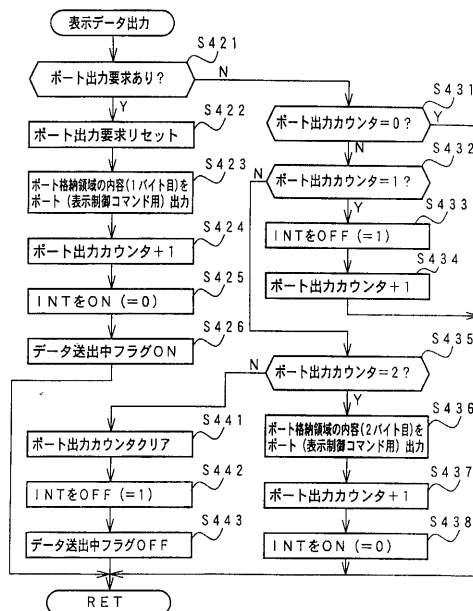 表示データ出力
S421
ポート出力要求あり？
N
Y
S422
ポート出力要求リセット
S423
ポート格納領域の内容(1バイト目)を
ポート（表示制御コマンド用）出力
S424
ポート出力カウンタ＋1
S425
INTをON(=0)
S426
データ送出中フラグON
S431
ポート出力カウンタ=0？
Y
N
S432
ポート出力カウンタ=1？
N
Y
S433
INTをOFF(=1)
S434
ポート出力カウンタ＋1
S435
ポート出力カウンタ=2？
N
Y
S436
ポート格納領域の内容(2バイト目)を
ポート（表示制御コマンド用）出力
S437
ポート出力カウンタ＋1
S438
INTをON(=0)
S441
ポート出力カウンタクリア
S442
INTをOFF(=1)
S443
データ送出中フラグOFF
RET